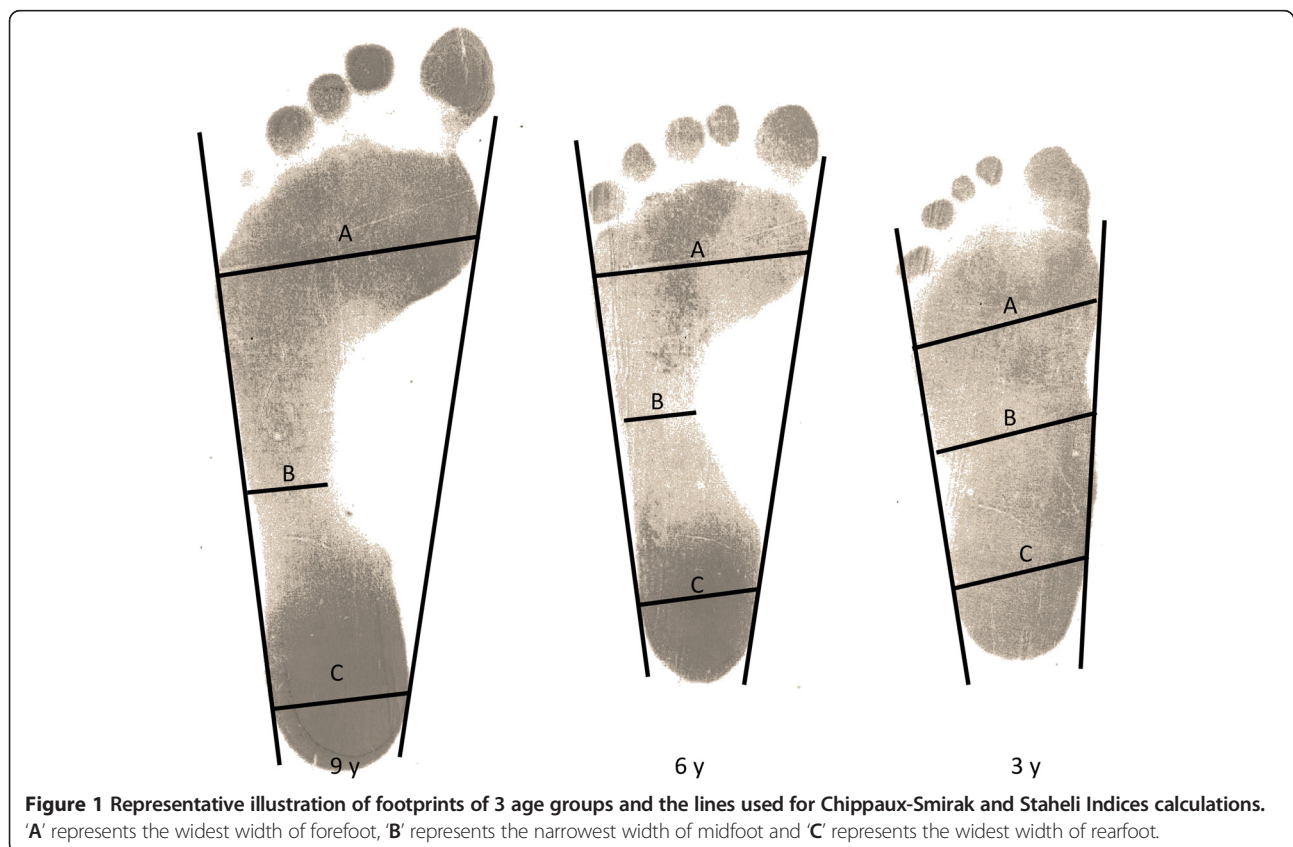 A
A
A
B
B
B
C
C
C
9 y
6 y
3 y
Figure 1 Representative illustration of footprints of 3 age groups and the lines used for Chippaux-Smirak and Staheli Indices calculations.
‘A’ represents the widest width of forefoot, ‘B’ represents the narrowest width of midfoot and ‘C’ represents the widest width of rearfoot.